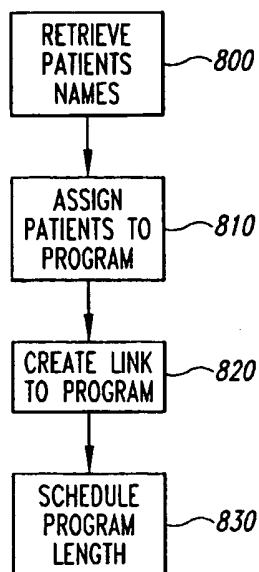 RETRIEVE
PATIENTS
NAMES
800
ASSIGN
PATIENTS TO
PROGRAM
810
CREATE LINK
TO PROGRAM
820
SCHEDULE
PROGRAM
LENGTH
830